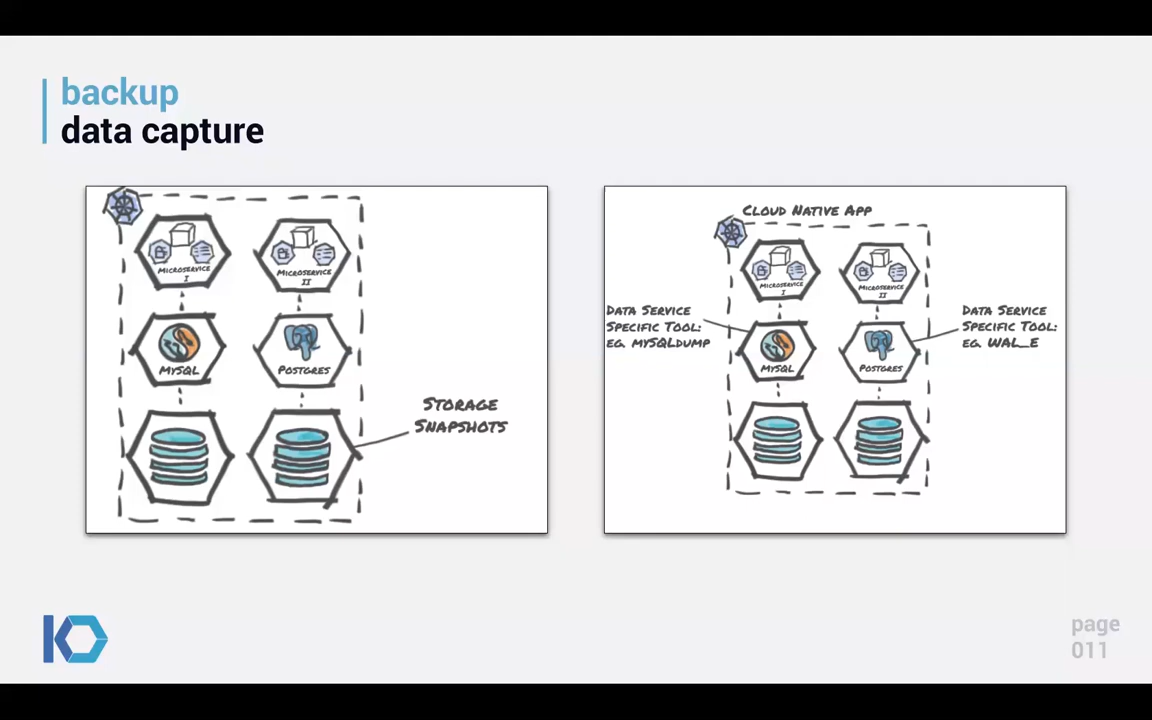 backup
data capture
MICROSERVICE
I
MICROSERVICE
II
MYSQL
POSTGRES
STORAGE
SNAPSHOTS
CLOUD NATIVE APP
MICROSERVICE
I
MICROSERVICE
II
DATA SERVICE
SPECIFIC TOOL:
EG. MYSQLDUMP
MYSQL
POSTGRES
DATA SERVICE
SPECIFIC TOOL:
EG. WAL_E
page
011